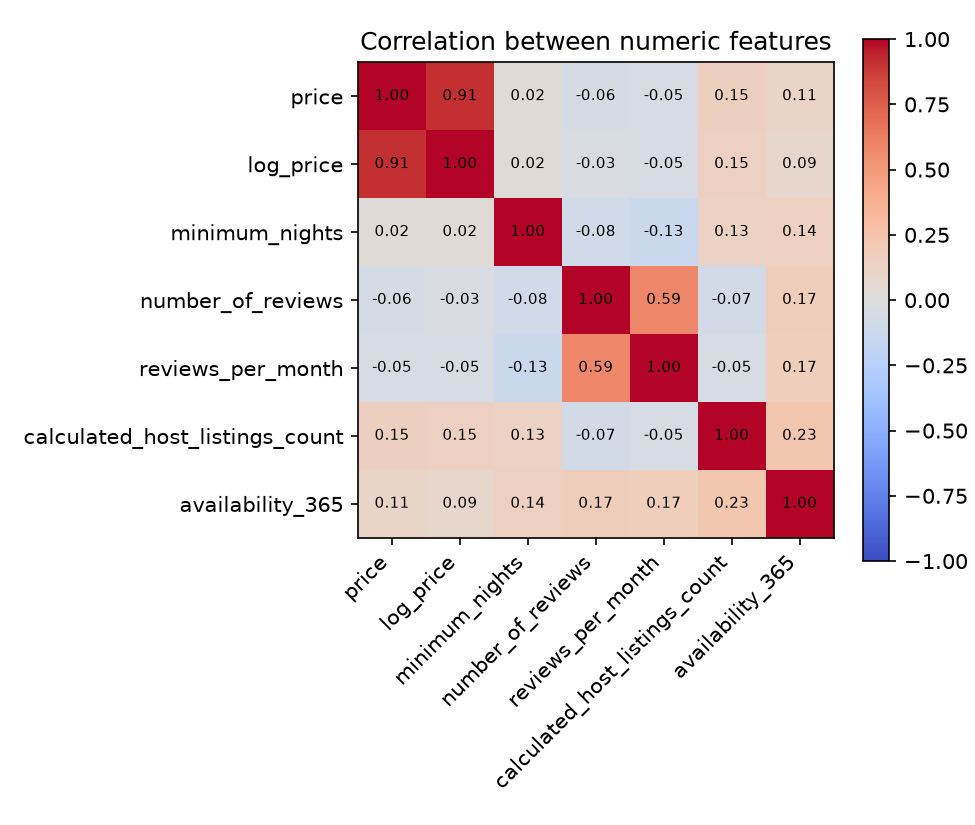 Correlation between numeric features
price 1.00 0.91 0.02 -0.06 -0.05 0.15 0.11
log_price 0.91 1.00 0.02 -0.03 -0.05 0.15 0.09
minimum_nights 0.02 0.02 1.00 -0.08 -0.13 0.13 0.14
number_of_reviews -0.06 -0.03 -0.08 1.00 0.59 -0.07 0.17
reviews_per_month -0.05 -0.05 -0.13 0.59 1.00 -0.05 0.17
calculated_host_listings_count 0.15 0.15 0.13 -0.07 -0.05 1.00 0.23
availability_365 0.11 0.09 0.14 0.17 0.17 0.23 1.00
price
log_price
minimum_nights
number_of_reviews
reviews_per_month
calculated_host_listings_count
availability_365
1.00
0.75
0.50
0.25
0.00
−0.25
−0.50
−0.75
−1.00